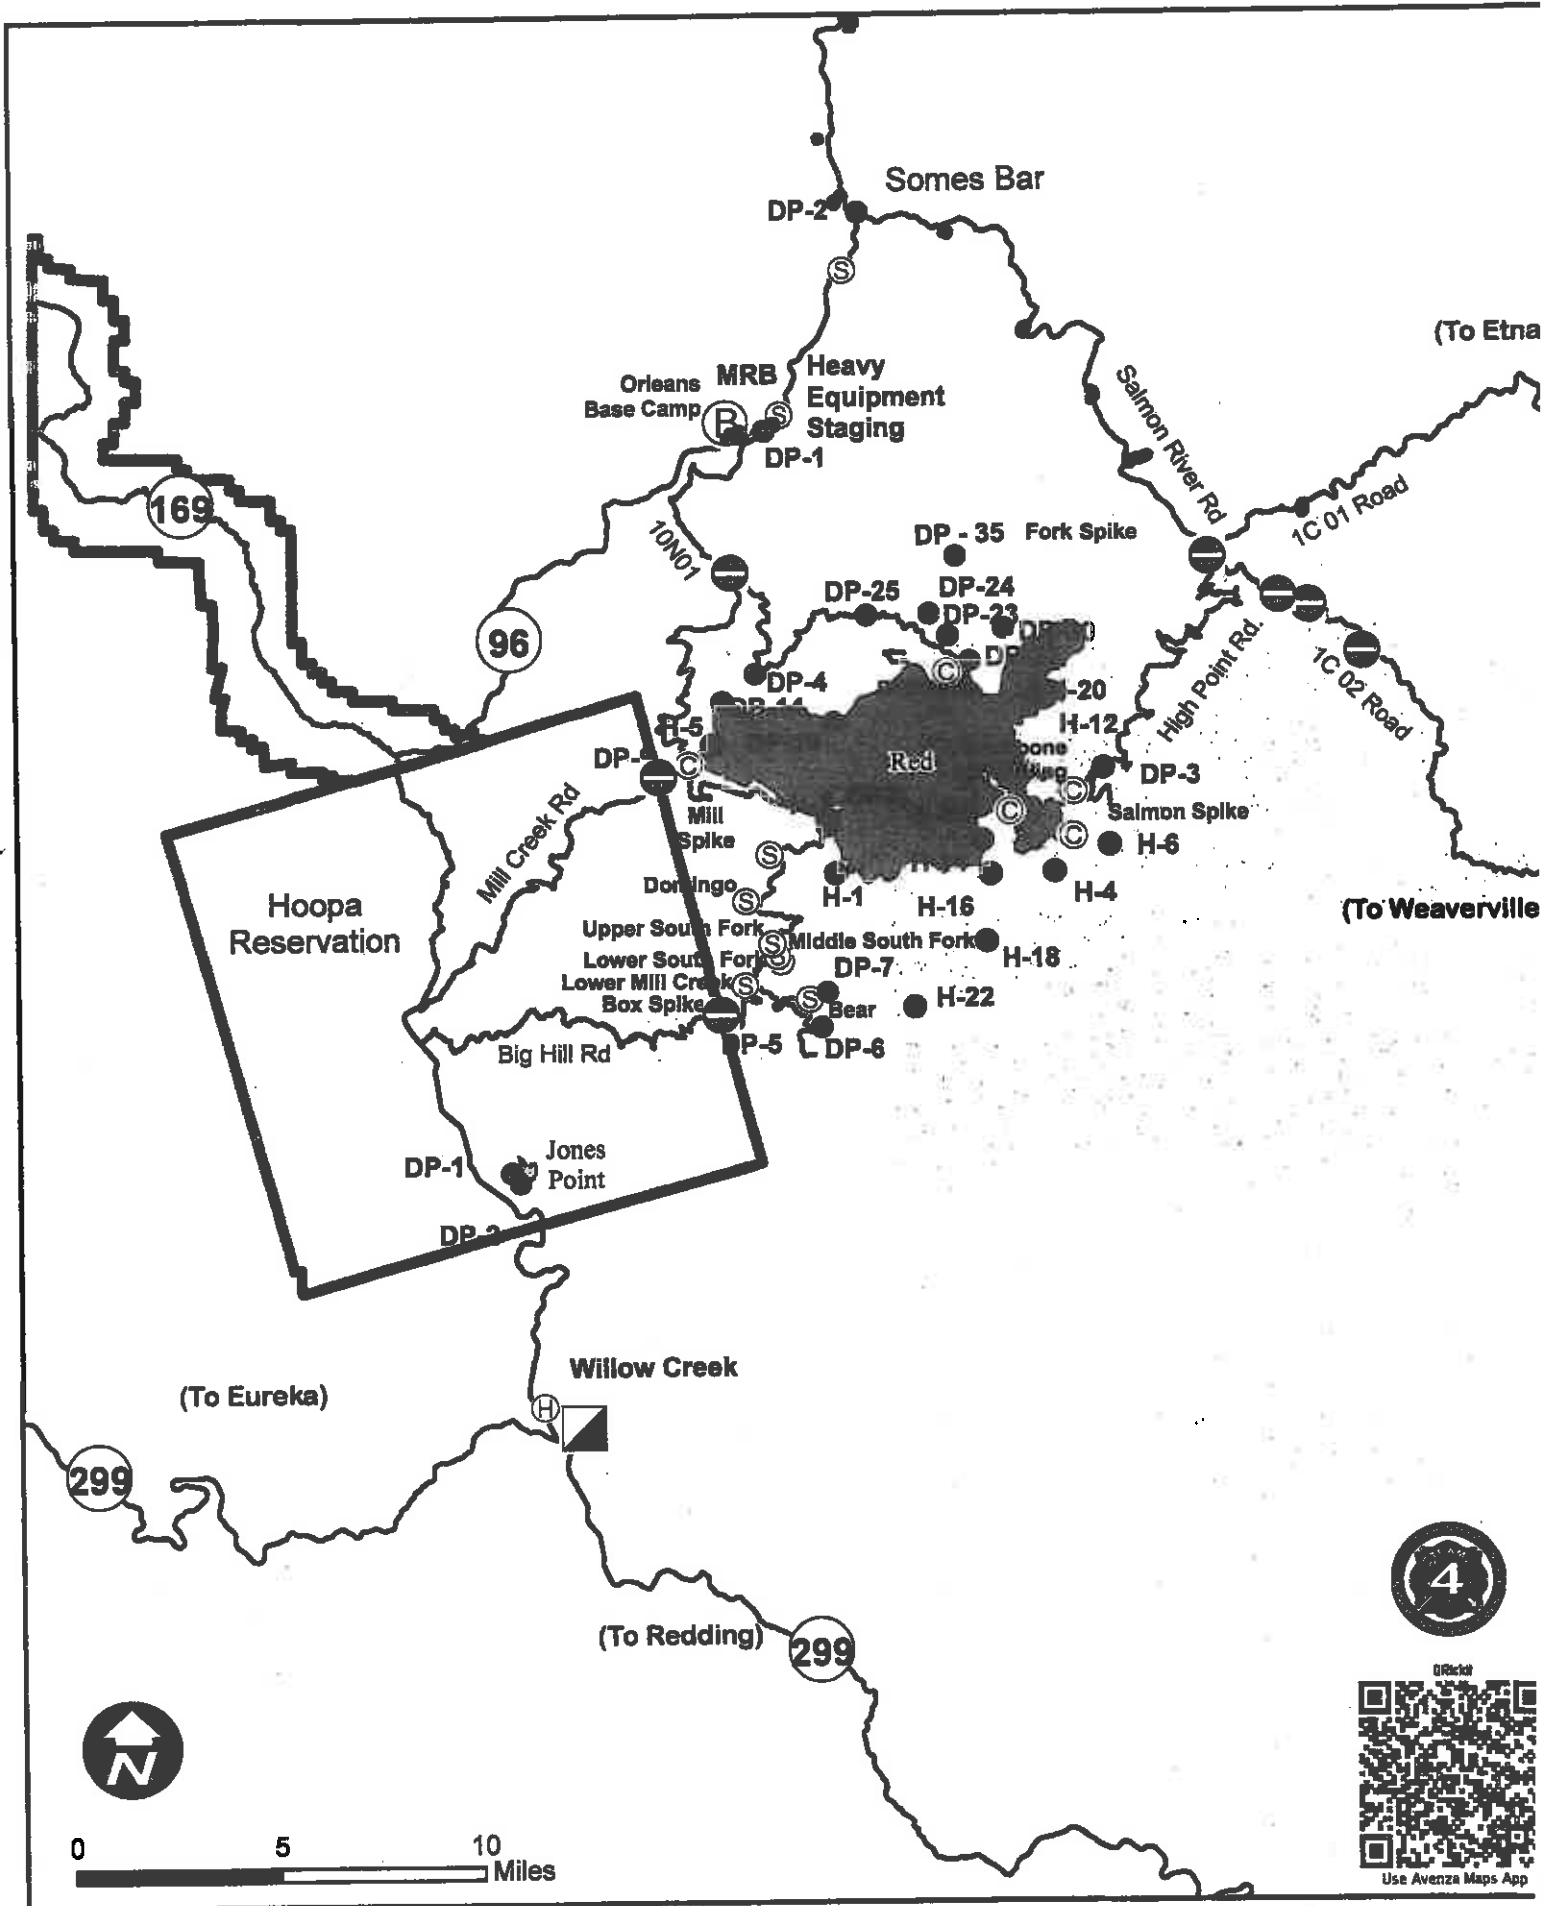 Somes Bar
DP-2
S
(To Etna
Orleans
Base Camp
MRB
Heavy
Equipment
Staging
B
S
DP-1
Salmon River Rd
1C 01 Road
169
10N01
DP - 35
Fork Spike
DP-25
DP-24
DP-23
96
DP-4
C
-20
H-12
High Point Rd.
1C 02 Road
H-5
DP-
C
Red
DP-3
C
C
Salmon Spike
Mill
Spike
C
H-6
S
Mill Creek Rd
Domingo
H-1
H-16
H-4
S
Hoopa
Reservation
(To Weaverville
Upper South Fork
S
Middle South Fork
H-18
Lower South Fork
S
DP-7
Lower Mill Creek
S
Box Spike
S
Bear
H-22
Big Hill Rd
DP-5
DP-6
Jones
Point
DP-1
Willow Creek
(To Eureka)
H
299
(To Redding)
299
4
N
0 5 10
Miles
Use Avenza Maps App